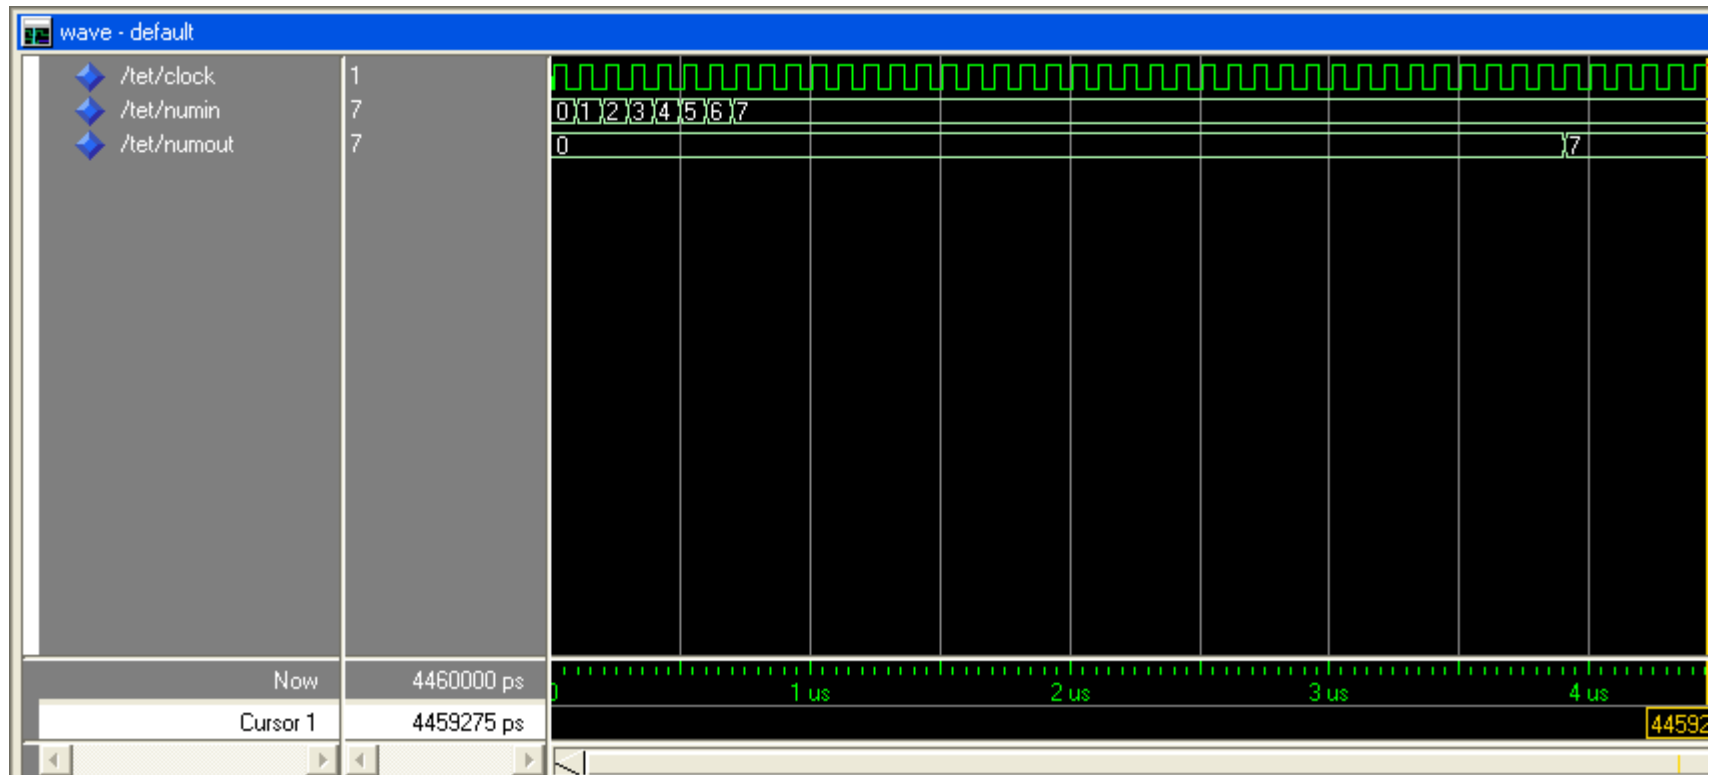 wave - default
/tet/clock 1
/tet/numin 7 0 1 2 3 4 5 6 7
/tet/numout 7 0 7
Now 4460000 ps 0 1 us 2 us 3 us 4 us
Cursor 1 4459275 ps 44592